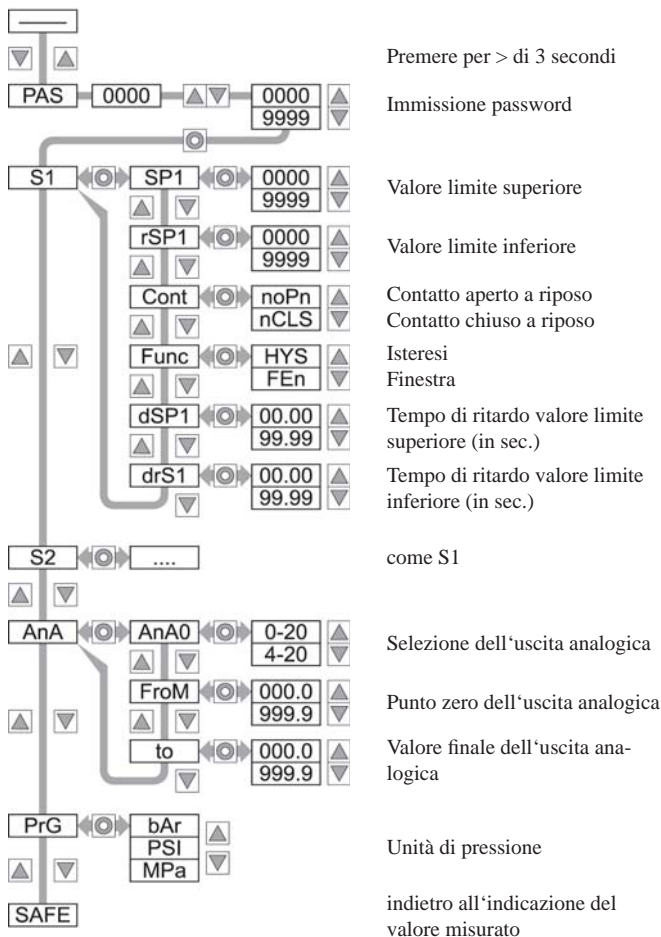 Premere per > di 3 secondi
PAS 0000 0000
9999
Immissione password
S1 SP1 0000
9999
Valore limite superiore
rSP1 0000
9999
Valore limite inferiore
Cont noPn
nCLS
Contatto aperto a riposo
Contatto chiuso a riposo
Func HYS
FEn
Isteresi
Finestra
dSP1 00.00
99.99
Tempo di ritardo valore limite
superiore (in sec.)
drS1 00.00
99.99
Tempo di ritardo valore limite
inferiore (in sec.)
S2 ....
come S1
AnA AnA0 0-20
4-20
Selezione dell‘uscita analogica
FroM 000.0
999.9
Punto zero dell‘uscita analogica
to 000.0
999.9
Valore finale dell‘uscita ana-
logica
PrG bAr
PSI
MPa
Unità di pressione
SAFE
indietro all‘indicazione del
valore misurato